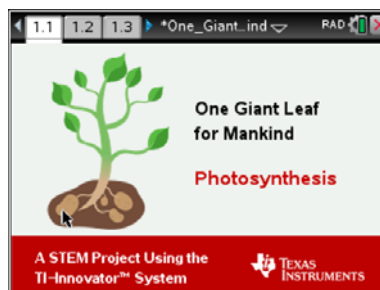 1.1 1.2 1.3 *One_Giant...ind RAD
One Giant Leaf
for Mankind
Photosynthesis
A STEM Project Using the
TI-Innovator™ System
TEXAS
INSTRUMENTS